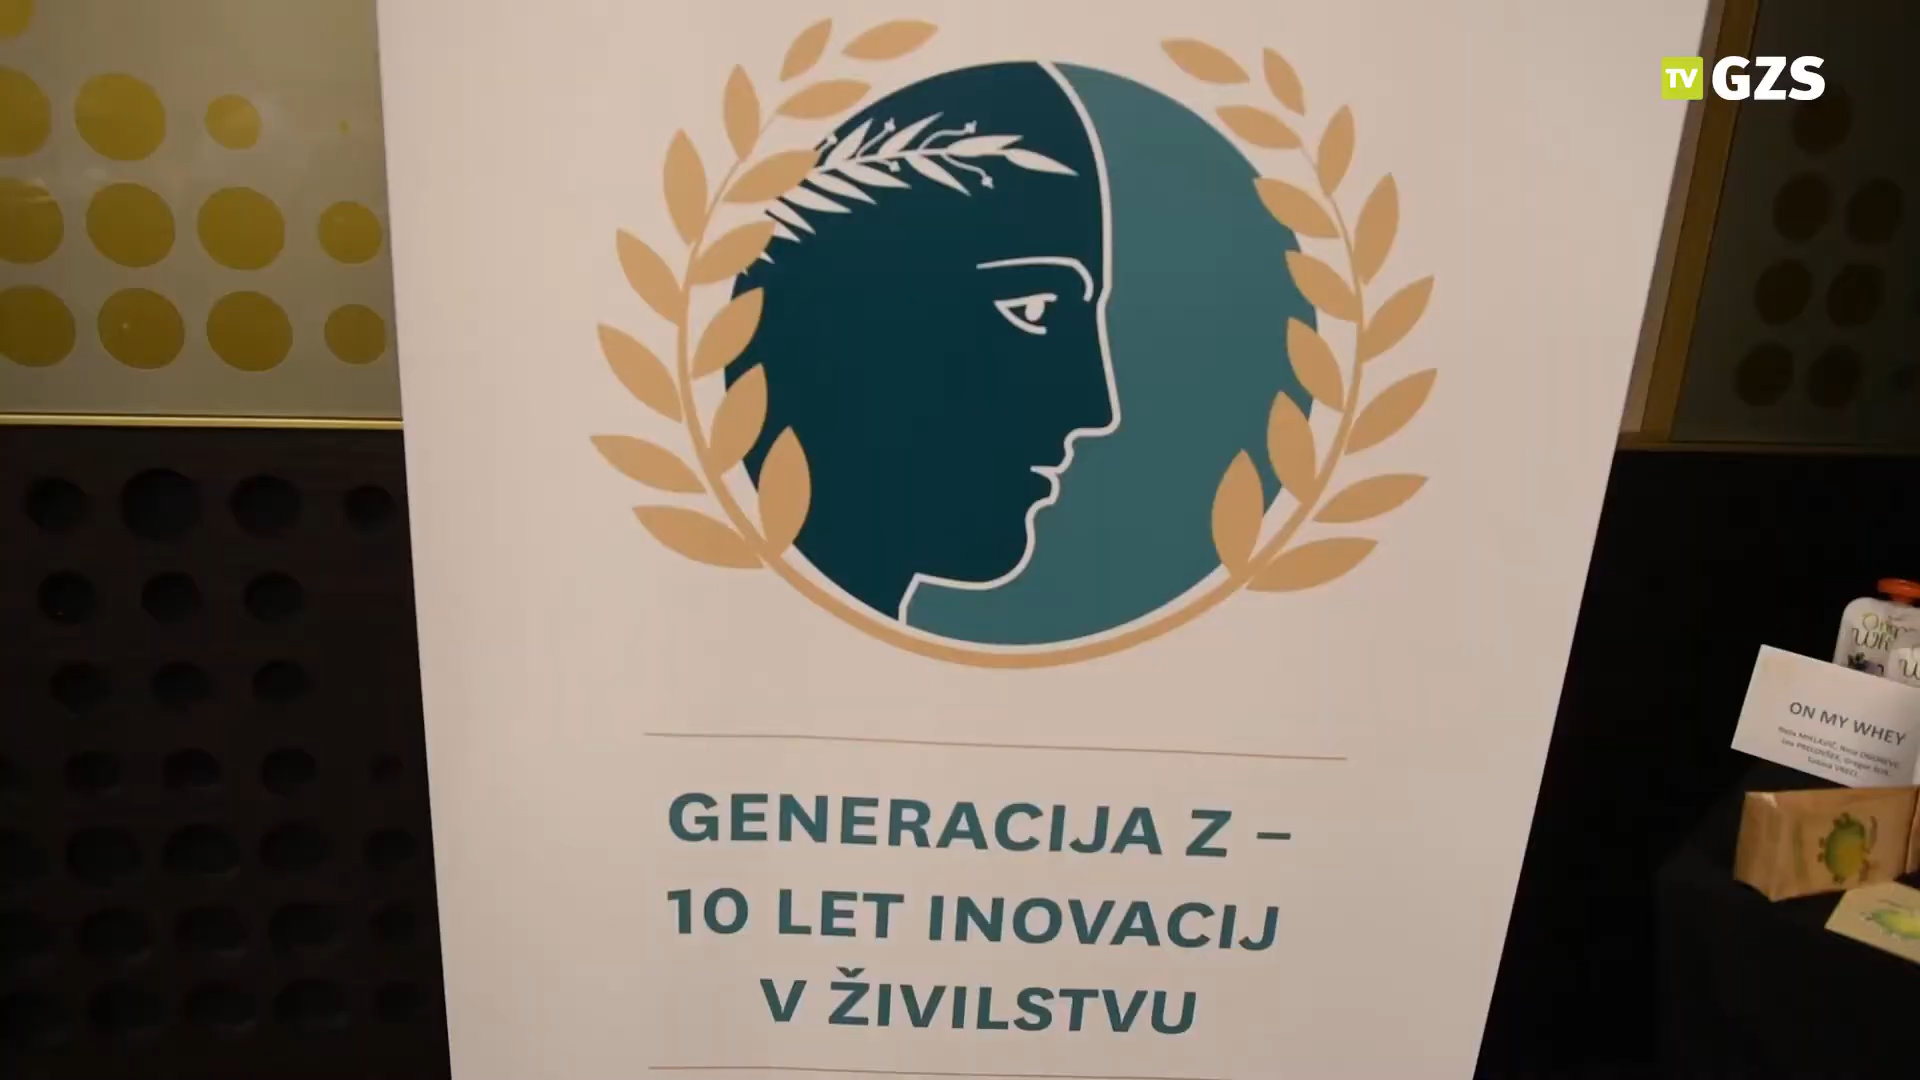 TV GZS
GENERACIJA Z –
10 LET INOVACIJ
V ŽIVILSTVU
ON MY WHEY